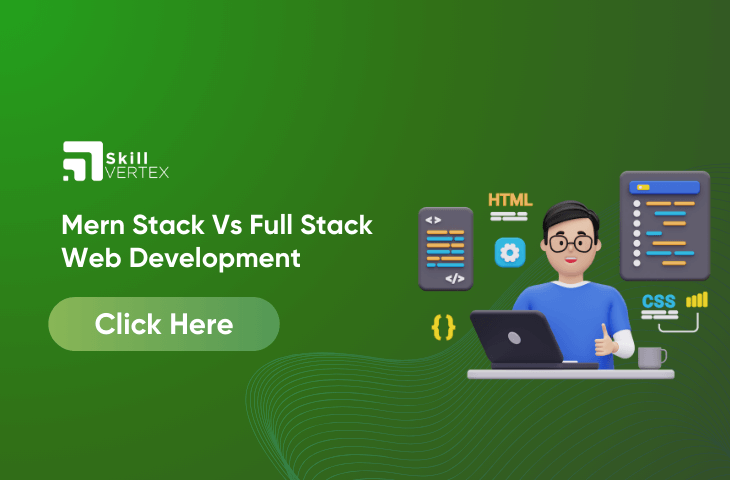 Skill
VERTEX
Mern Stack Vs Full Stack
Web Development
Click Here
HTML
<>
</>
{}
CSS